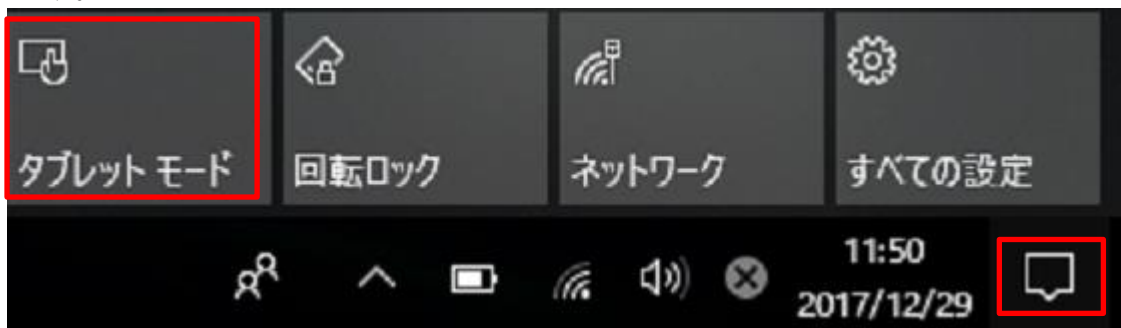 タブレット モード
回転ロック
ネットワーク
すべての設定
11:50
2017/12/29